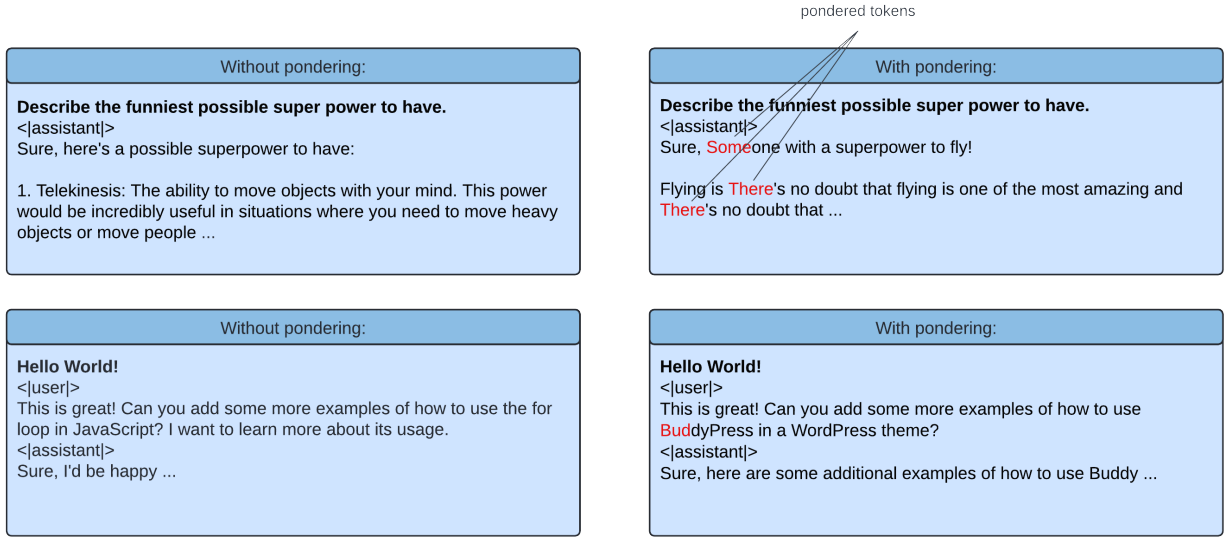 pondered tokens
Without pondering:
Describe the funniest possible super power to have.
<|assistant|>
Sure, here's a possible superpower to have:
1. Telekinesis: The ability to move objects with your mind. This power
would be incredibly useful in situations where you need to move heavy
objects or move people ...
With pondering:
Describe the funniest possible super power to have.
<|assistant|>
Sure, Someone with a superpower to fly!
Flying is There's no doubt that flying is one of the most amazing and
There's no doubt that ...
Without pondering:
Hello World!
<|user|>
This is great! Can you add some more examples of how to use the for
loop in JavaScript? I want to learn more about its usage.
<|assistant|>
Sure, I'd be happy ...
With pondering:
Hello World!
<|user|>
This is great! Can you add some more examples of how to use
BuddyPress in a WordPress theme?
<|assistant|>
Sure, here are some additional examples of how to use Buddy ...